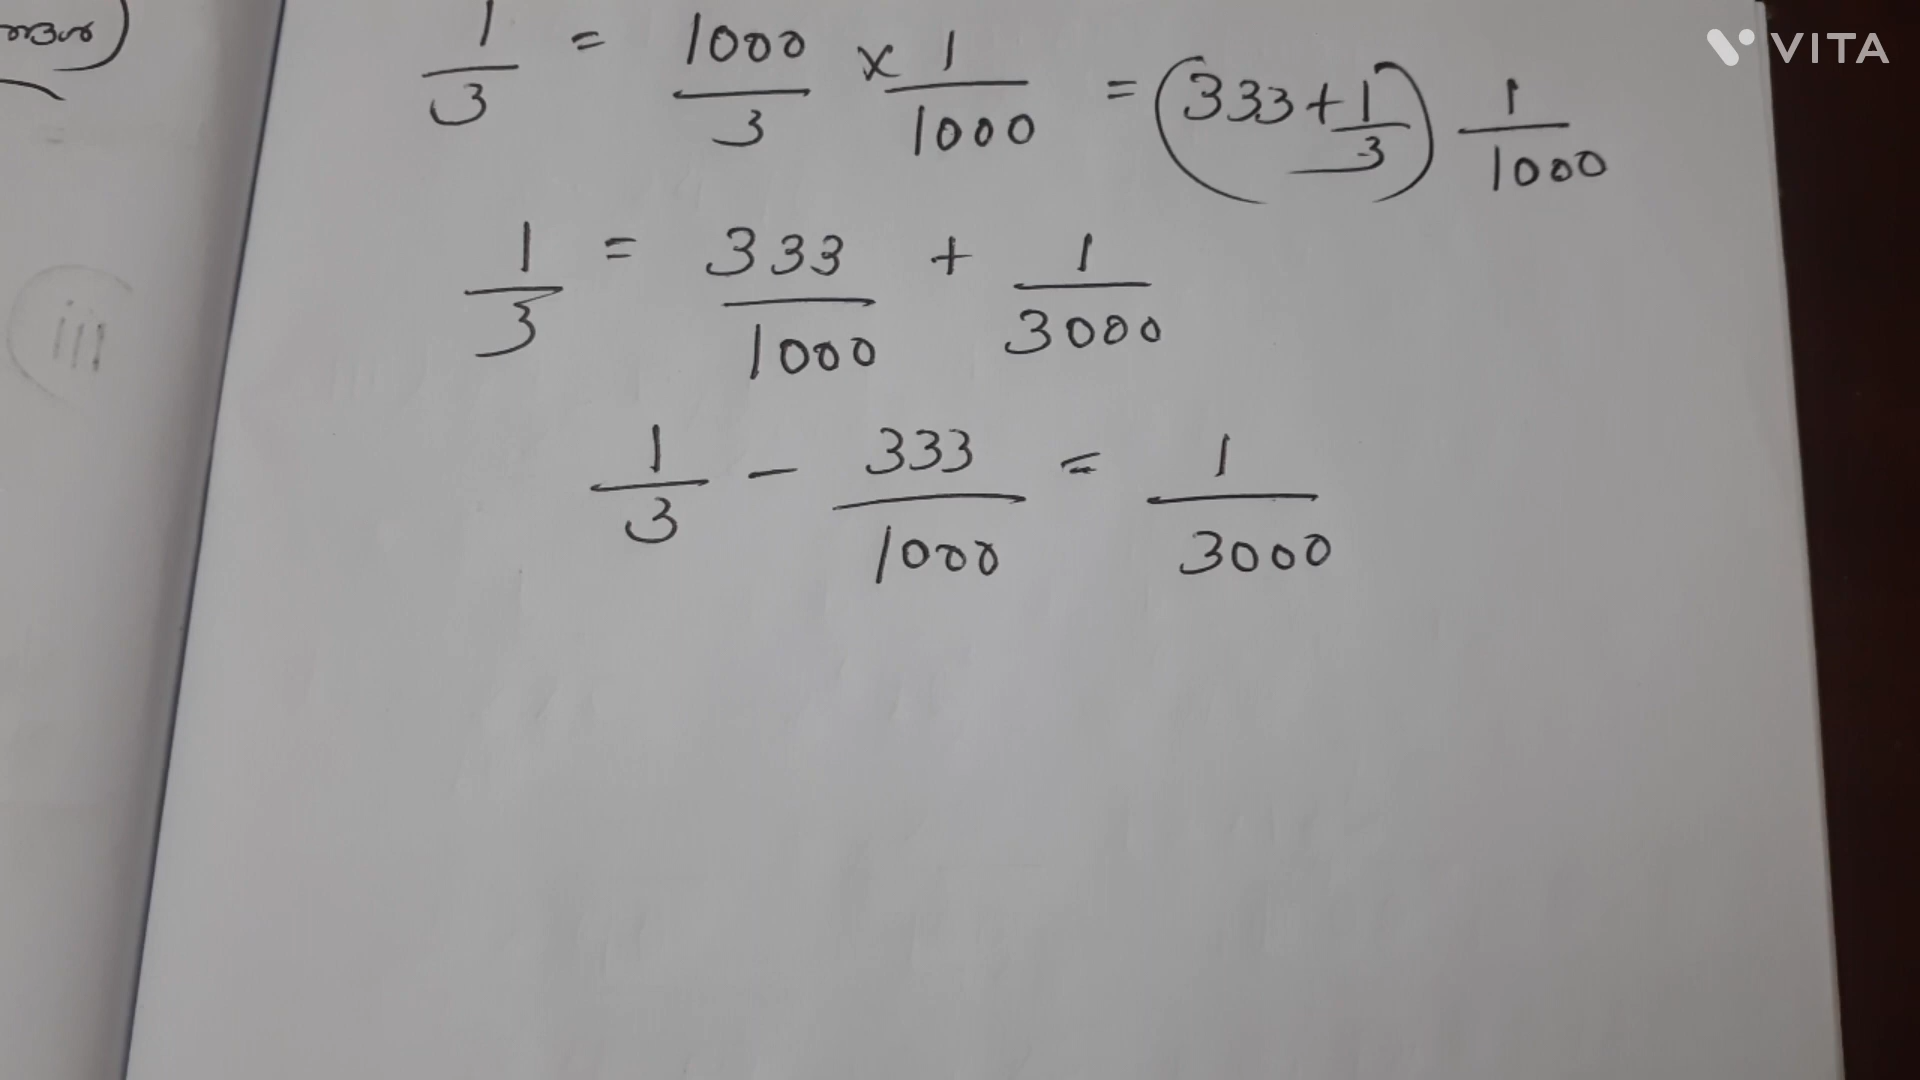 VITA
1/3 = 1000/3 × 1/1000 = (333 + 1/3) 1/1000
1/3 = 333/1000 + 1/3000
1/3 - 333/1000 = 1/3000
iii